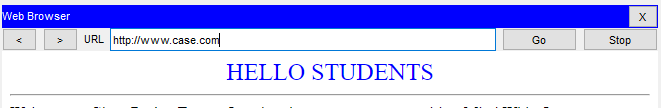 Web Browser X
< > URL http://www.case.com Go Stop
HELLO STUDENTS